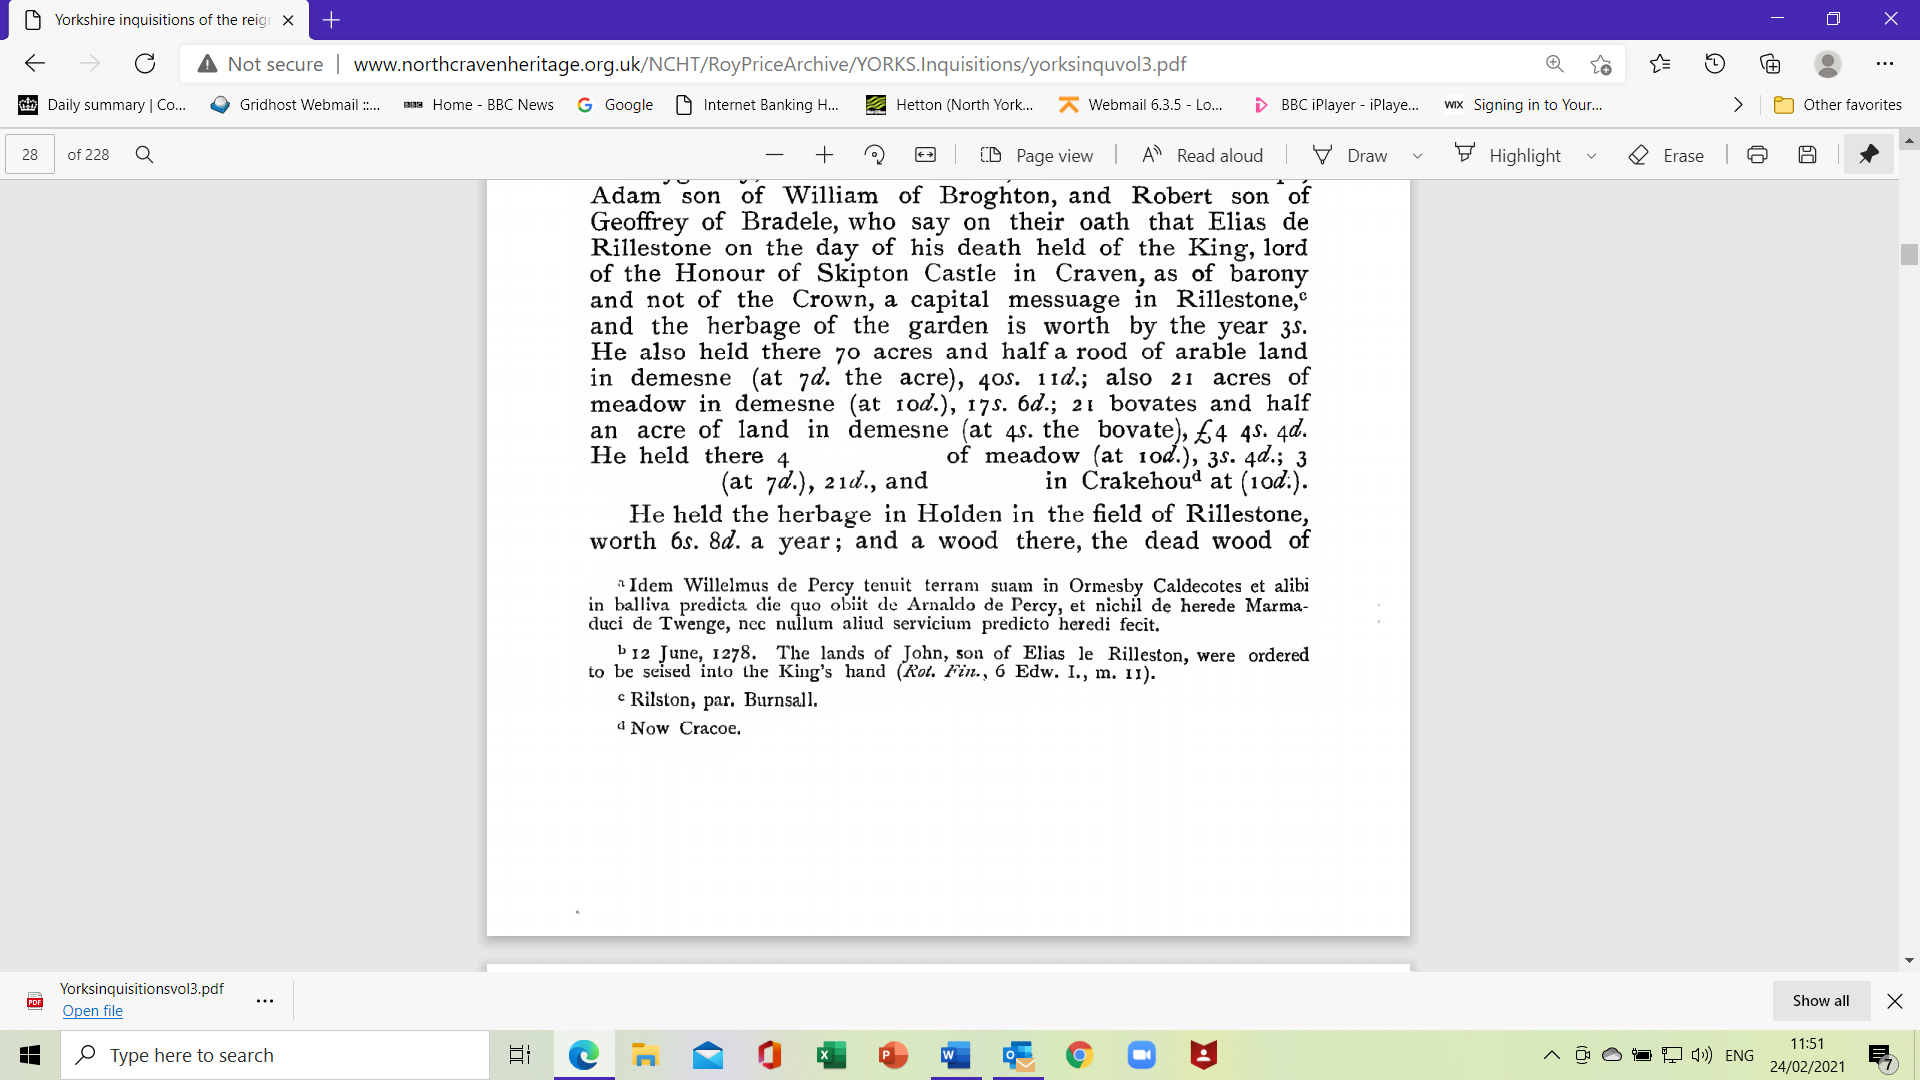 Yorkshire inquisitions of the reig
Not secure | www.northcravenheritage.org.uk/NCHT/RoyPriceArchive/YORKS.Inquisitions/yorksinquvol3.pdf
Daily summary | Co... Gridhost Webmail ::... BBC Home - BBC News Google Internet Banking H... Hetton (North York... Webmail 6.3.5 - Lo... BBC iPlayer - iPlaye... WIX Signing in to Your... Other favorites
28 of 228 Page view Read aloud Draw Highlight Erase
Adam son of William of Broghton, and Robert son of
Geoffrey of Bradele, who say on their oath that Elias de
Rillestone on the day of his death held of the King, lord
of the Honour of Skipton Castle in Craven, as of barony
and not of the Crown, a capital messuage in Rillestone,ᶜ
and the herbage of the garden is worth by the year 3s.
He also held there 70 acres and half a rood of arable land
in demesne (at 7d. the acre), 40s. 11d.; also 21 acres of
meadow in demesne (at 10d.), 17s. 6d.; 21 bovates and half
an acre of land in demesne (at 4s. the bovate), £4 4s. 4d.
He held there 4 of meadow (at 10d.), 3s. 4d.; 3
(at 7d.), 21d., and in Crakehouᵈ at (10d.).
He held the herbage in Holden in the field of Rillestone,
worth 6s. 8d. a year; and a wood there, the dead wood of
ᵃ Idem Willelmus de Percy tenuit terram suam in Ormesby Caldecotes et alibi
in balliva predicta die quo obiit de Arnaldo de Percy, et nichil de herede Marma-
duci de Twenge, nec nullum aliud servicium predicto heredi fecit.
ᵇ 12 June, 1278. The lands of John, son of Elias le Rilleston, were ordered
to be seised into the King's hand (Rot. Fin., 6 Edw. I., m. 11).
ᶜ Rilston, par. Burnsall.
ᵈ Now Cracoe.
Yorksinquisitionsvol3.pdf
Open file
Show all
Type here to search
ENG
11:51
24/02/2021
7